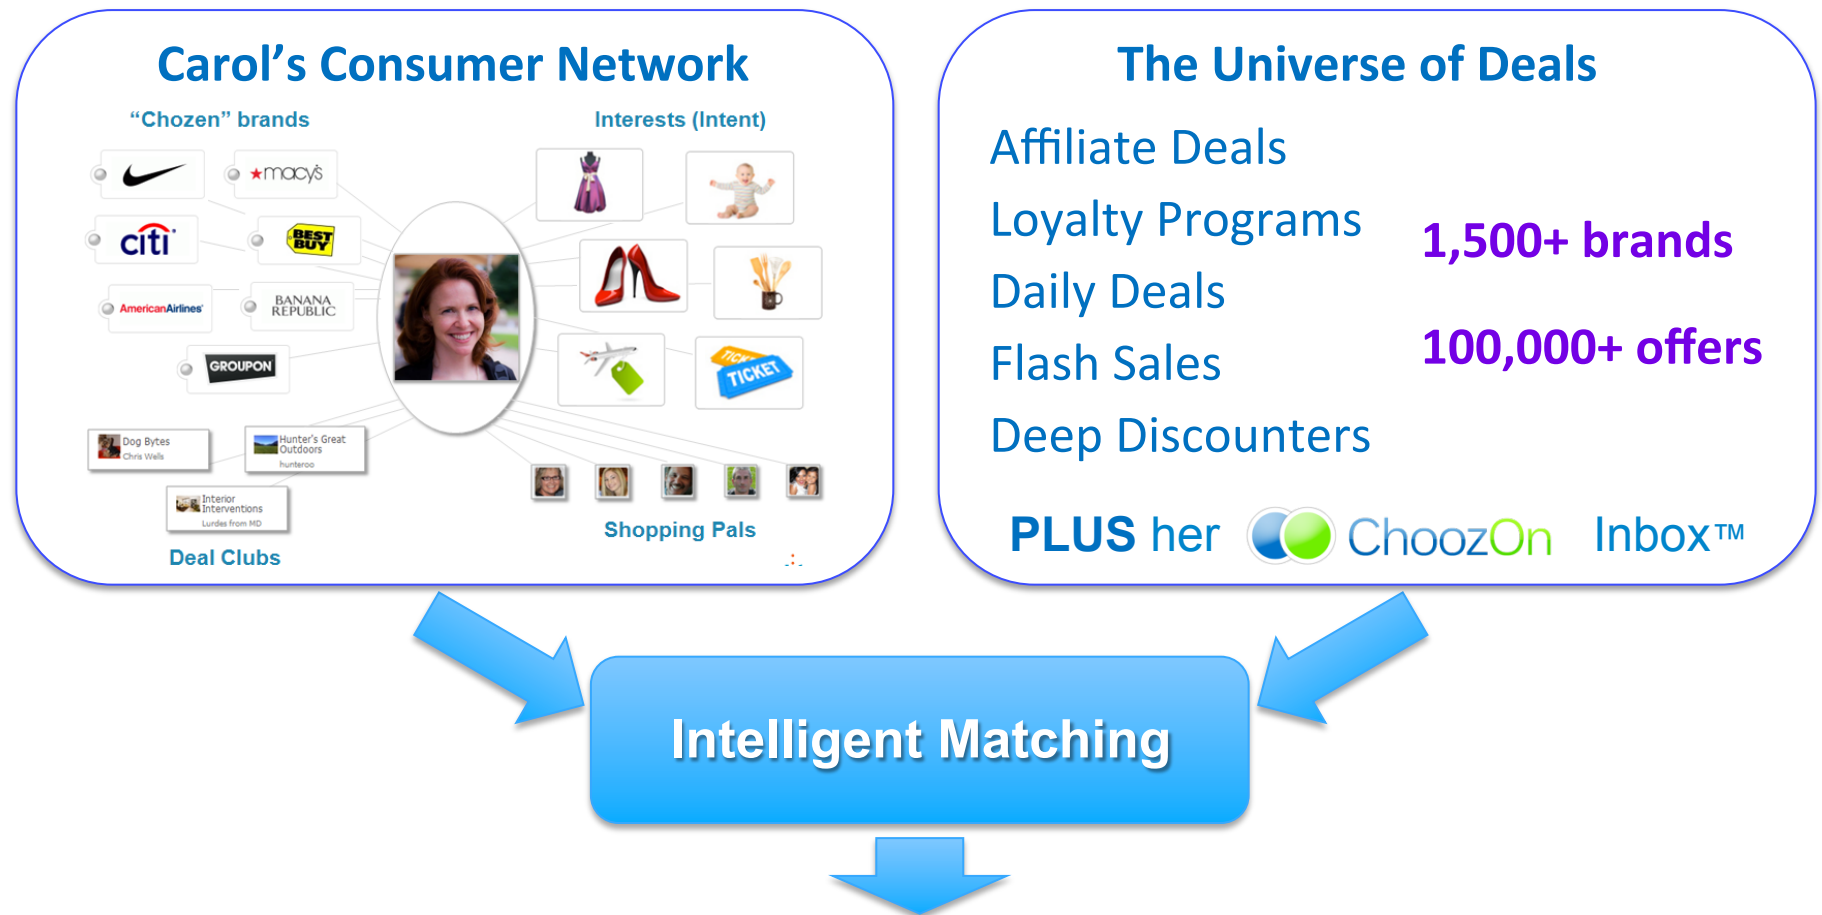 Carol’s Consumer Network
“Chozen” brands
Interests (Intent)
★macy's
citi
BEST BUY
AmericanAirlines
BANANA REPUBLIC
GROUPON
TICKET
TICKET
Dog Bytes
Chris Wells
Hunter's Great
Outdoors
hunteroo
Interior
Interventions
Lurdes from MD
Deal Clubs
Shopping Pals
The Universe of Deals
Affiliate Deals
Loyalty Programs
Daily Deals
Flash Sales
Deep Discounters
1,500+ brands
100,000+ offers
PLUS her ChoozOn Inbox™
Intelligent Matching